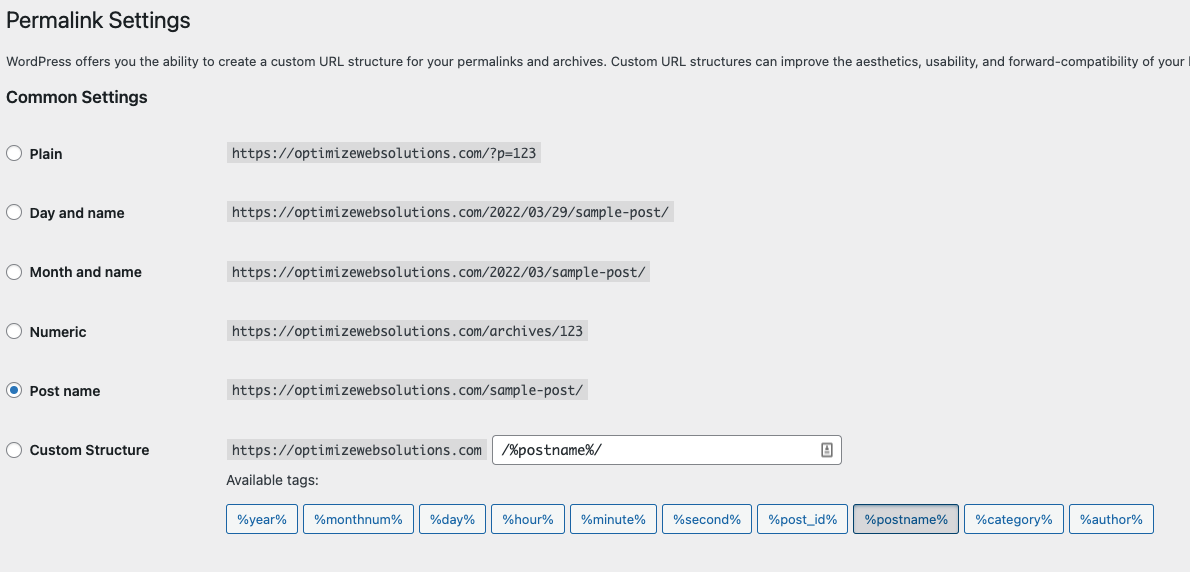 Permalink Settings
WordPress offers you the ability to create a custom URL structure for your permalinks and archives. Custom URL structures can improve the aesthetics, usability, and forward-compatibility of your
Common Settings
Plain https://optimizewebsolutions.com/?p=123
Day and name https://optimizewebsolutions.com/2022/03/29/sample-post/
Month and name https://optimizewebsolutions.com/2022/03/sample-post/
Numeric https://optimizewebsolutions.com/archives/123
Post name https://optimizewebsolutions.com/sample-post/
Custom Structure https://optimizewebsolutions.com /%postname%/
Available tags:
%year% %monthnum% %day% %hour% %minute% %second% %post_id% %postname% %category% %author%